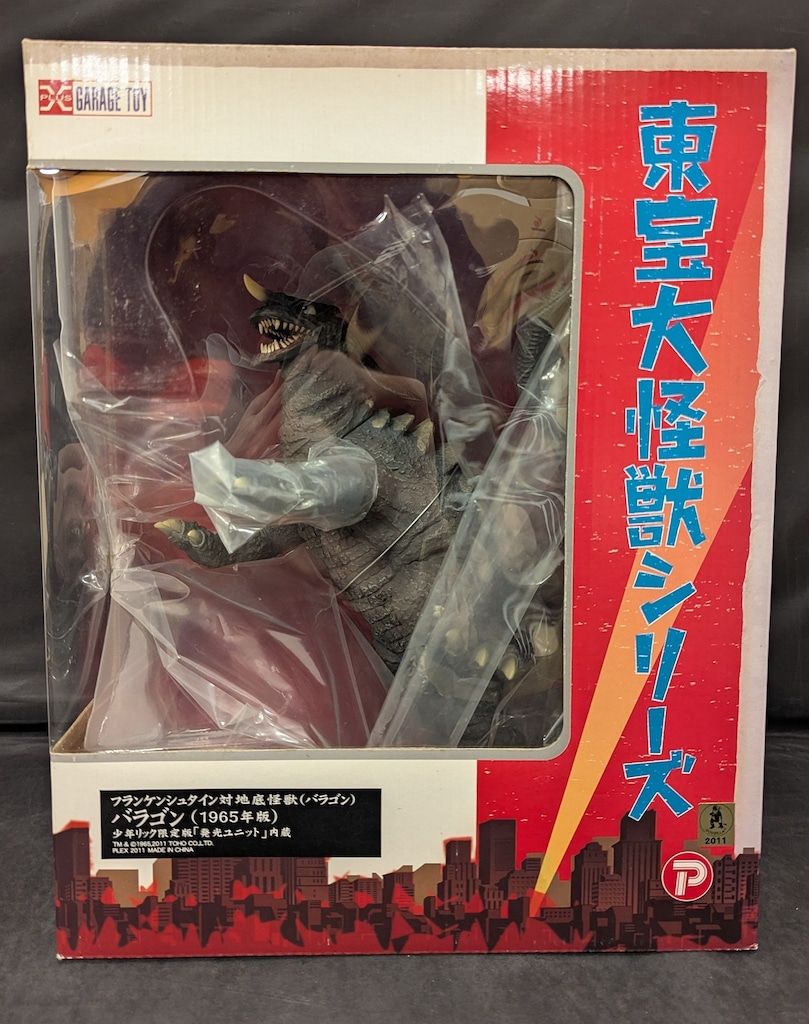 X PLUS GARAGE TOY
東宝大怪獣シリーズ
フランケンシュタイン対地底怪獣(バラゴン)
バラゴン(1965年版)
少年リック限定版「発光ユニット」内蔵
TM & ©1965,2011 TOHO CO.,LTD.
PLEX 2011 MADE IN CHINA
2011
P